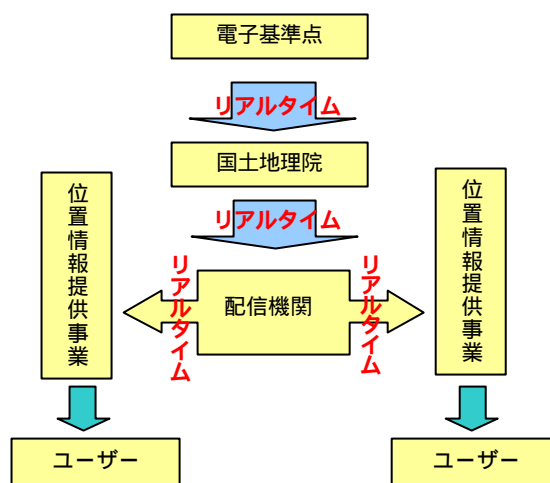 電子基準点
リアルタイム
国土地理院
リアルタイム
位置情報提供事業
リアルタイム
配信機関
リアルタイム
位置情報提供事業
ユーザー
ユーザー